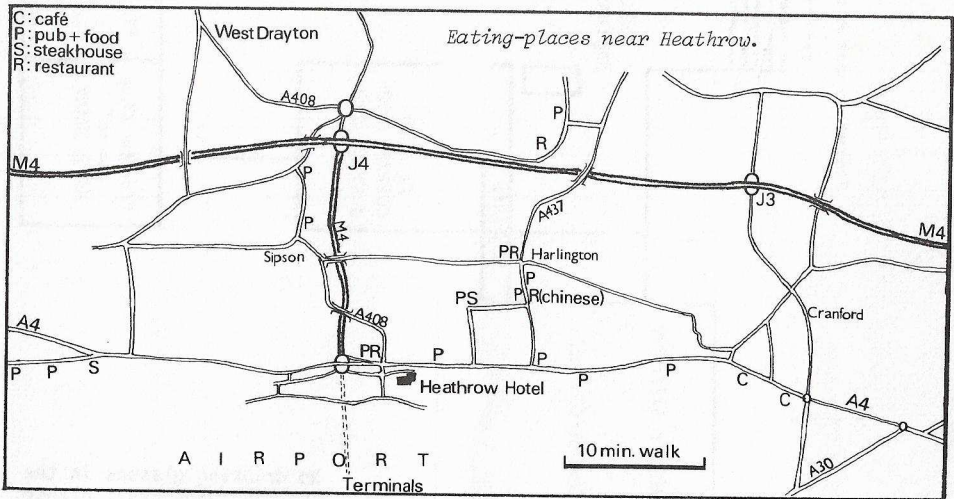 C: café
P: pub + food
S: steakhouse
R: restaurant
West Drayton
Eating-places near Heathrow.
A408
P
R
M4
J4
P
A437
J3
M4
P
M4
Sipson
PR
Harlington
P
PS
P
R(chinese)
Cranford
A408
A4
PR
P
P
P
P
S
P
P
C
Heathrow Hotel
C
A4
10 min. walk
A30
AIRPORT
Terminals